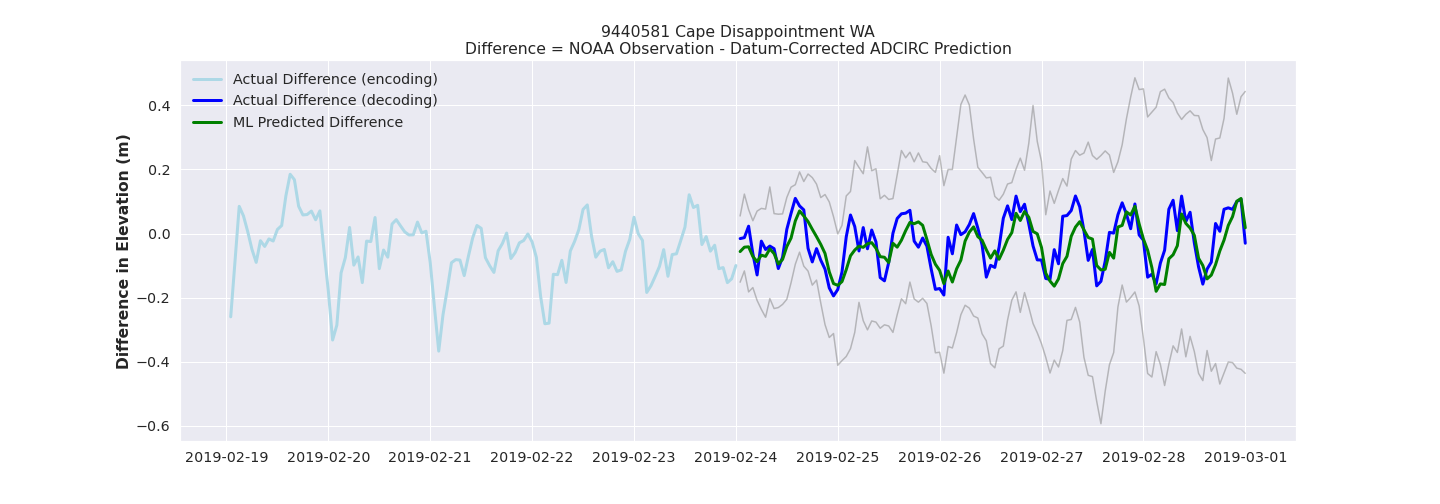 9440581 Cape Disappointment WA
Difference = NOAA Observation - Datum-Corrected ADCIRC Prediction
Actual Difference (encoding)
Actual Difference (decoding)
ML Predicted Difference
Difference in Elevation (m)
0.4
0.2
0.0
−0.2
−0.4
−0.6
2019-02-19 2019-02-20 2019-02-21 2019-02-22 2019-02-23 2019-02-24 2019-02-25 2019-02-26 2019-02-27 2019-02-28 2019-03-01